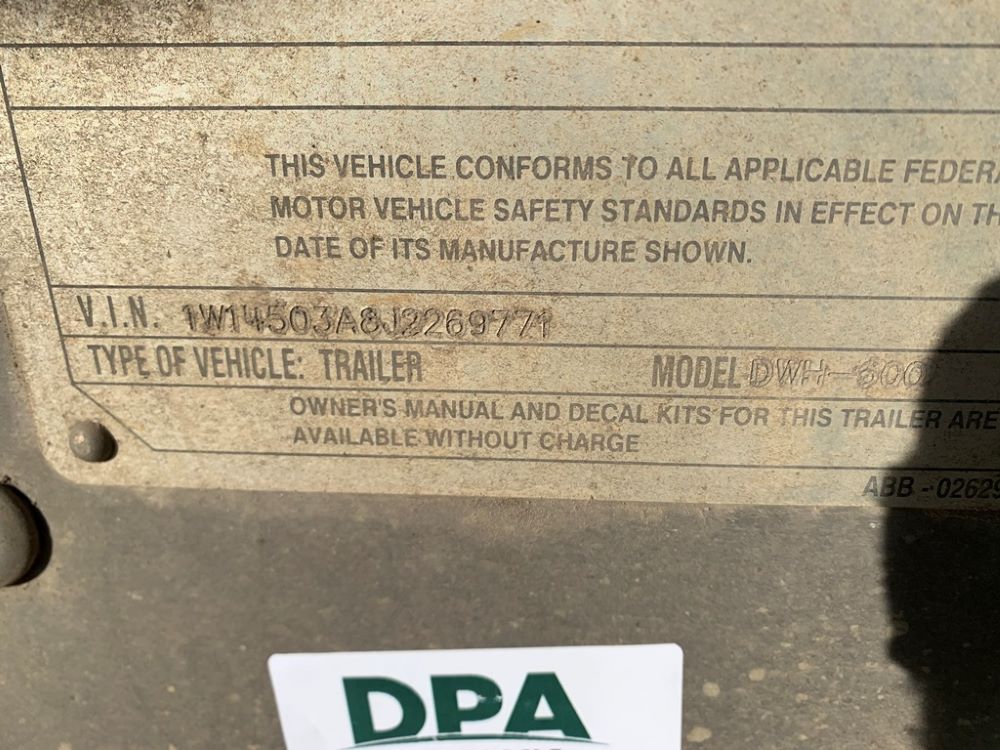 THIS VEHICLE CONFORMS TO ALL APPLICABLE FEDERA
MOTOR VEHICLE SAFETY STANDARDS IN EFFECT ON TH
DATE OF ITS MANUFACTURE SHOWN.
V.I.N. 1W14503A8J2269771
TYPE OF VEHICLE: TRAILER MODEL DWH-600
OWNER'S MANUAL AND DECAL KITS FOR THIS TRAILER ARE
AVAILABLE WITHOUT CHARGE
ABB - 02629
DPA